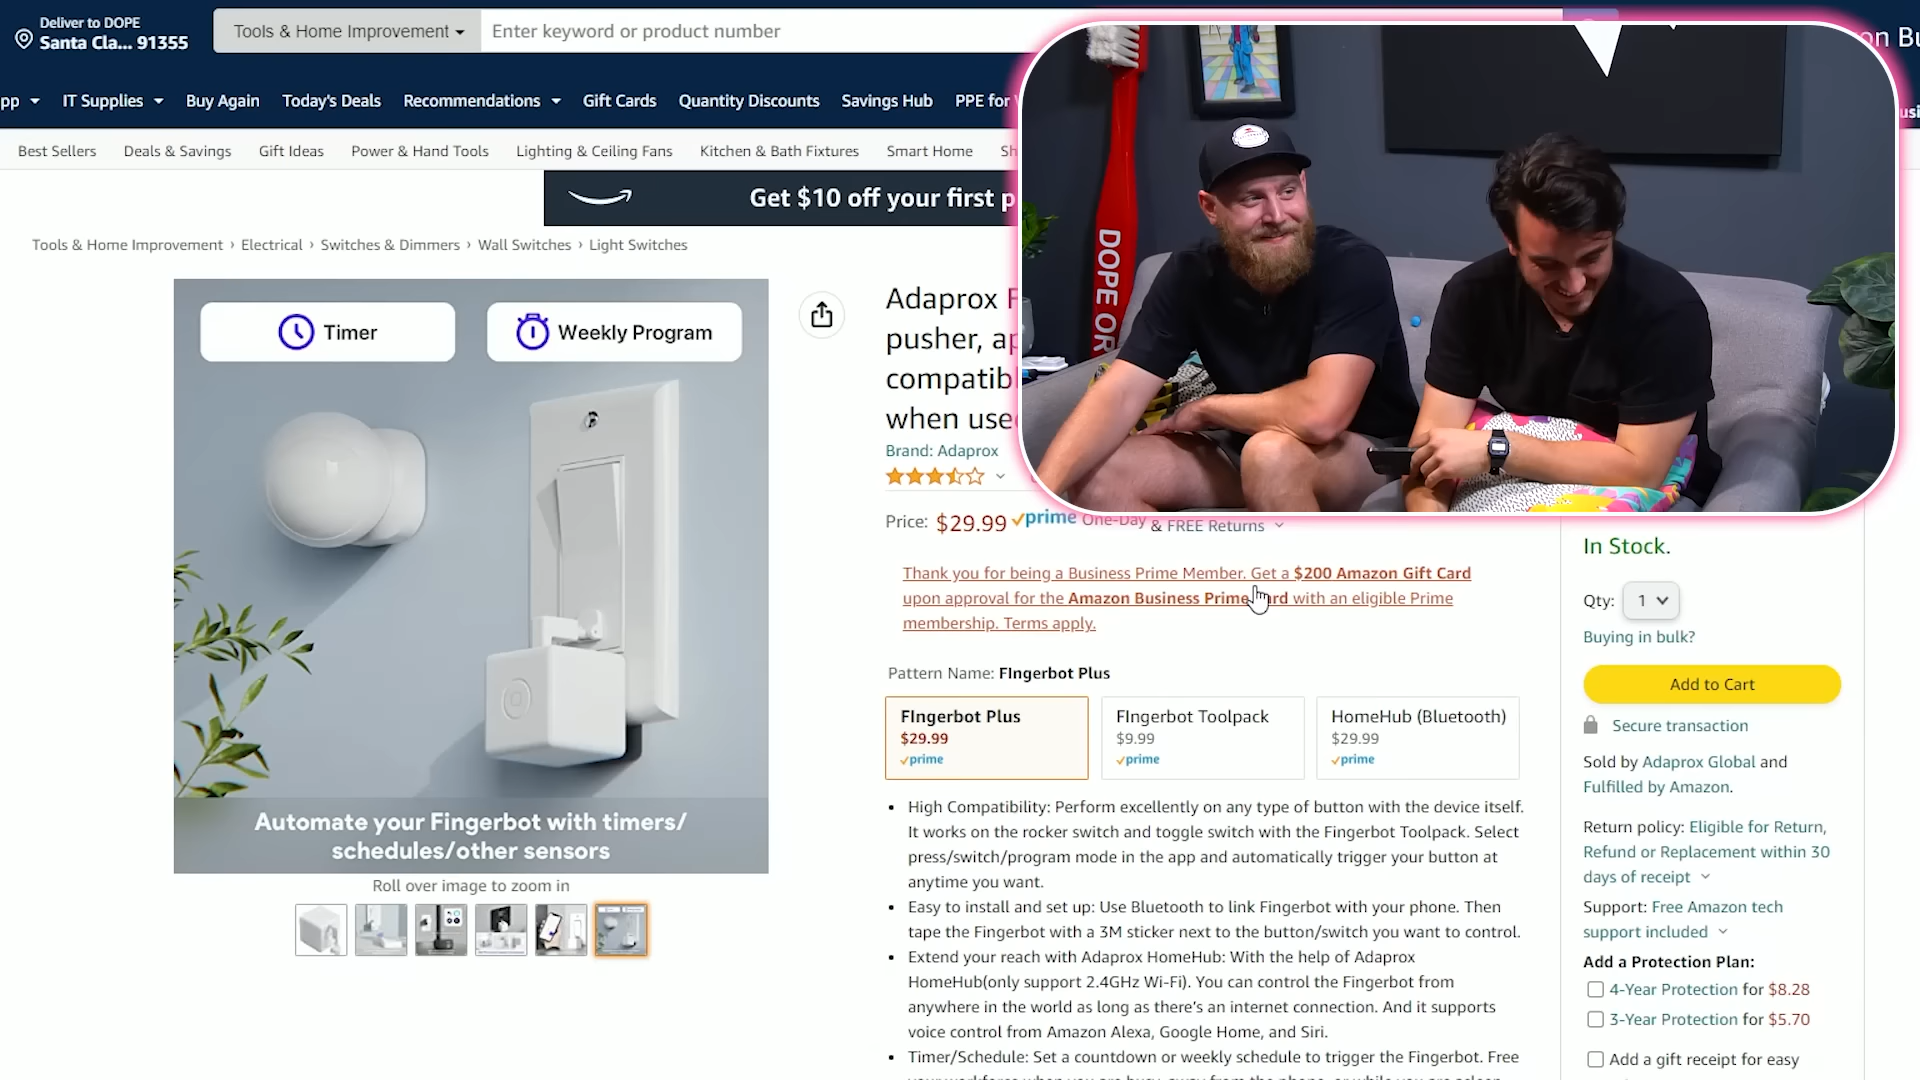 Deliver to DOPE
Santa Cla... 91355
Tools & Home Improvement
Enter keyword or product number
on Bu
pp
IT Supplies
Buy Again
Today's Deals
Recommendations
Gift Cards
Quantity Discounts
Savings Hub
PPE for
usi
Best Sellers
Deals & Savings
Gift Ideas
Power & Hand Tools
Lighting & Ceiling Fans
Kitchen & Bath Fixtures
Smart Home
Sh
Get $10 off your first p
Tools & Home Improvement › Electrical › Switches & Dimmers › Wall Switches › Light Switches
Timer
Weekly Program
Automate your Fingerbot with timers/
schedules/other sensors
Roll over image to zoom in
DOPE OR
Adaprox F
pusher, ap
compatib
when use
Brand: Adaprox
Price: $29.99 prime One-Day & FREE Returns
Thank you for being a Business Prime Member. Get a $200 Amazon Gift Card
upon approval for the Amazon Business Prime Card with an eligible Prime
membership. Terms apply.
Pattern Name: FIngerbot Plus
FIngerbot Plus
$29.99
prime
FIngerbot Toolpack
$9.99
prime
HomeHub (Bluetooth)
$29.99
prime
• High Compatibility: Perform excellently on any type of button with the device itself.
It works on the rocker switch and toggle switch with the Fingerbot Toolpack. Select
press/switch/program mode in the app and automatically trigger your button at
anytime you want.
• Easy to install and set up: Use Bluetooth to link Fingerbot with your phone. Then
tape the Fingerbot with a 3M sticker next to the button/switch you want to control.
• Extend your reach with Adaprox HomeHub: With the help of Adaprox
HomeHub(only support 2.4GHz Wi-Fi). You can control the Fingerbot from
anywhere in the world as long as there's an internet connection. And it supports
voice control from Amazon Alexa, Google Home, and Siri.
• Timer/Schedule: Set a countdown or weekly schedule to trigger the Fingerbot. Free
In Stock.
Qty: 1
Buying in bulk?
Add to Cart
Secure transaction
Sold by Adaprox Global and
Fulfilled by Amazon.
Return policy: Eligible for Return,
Refund or Replacement within 30
days of receipt
Support: Free Amazon tech
support included
Add a Protection Plan:
4-Year Protection for $8.28
3-Year Protection for $5.70
Add a gift receipt for easy